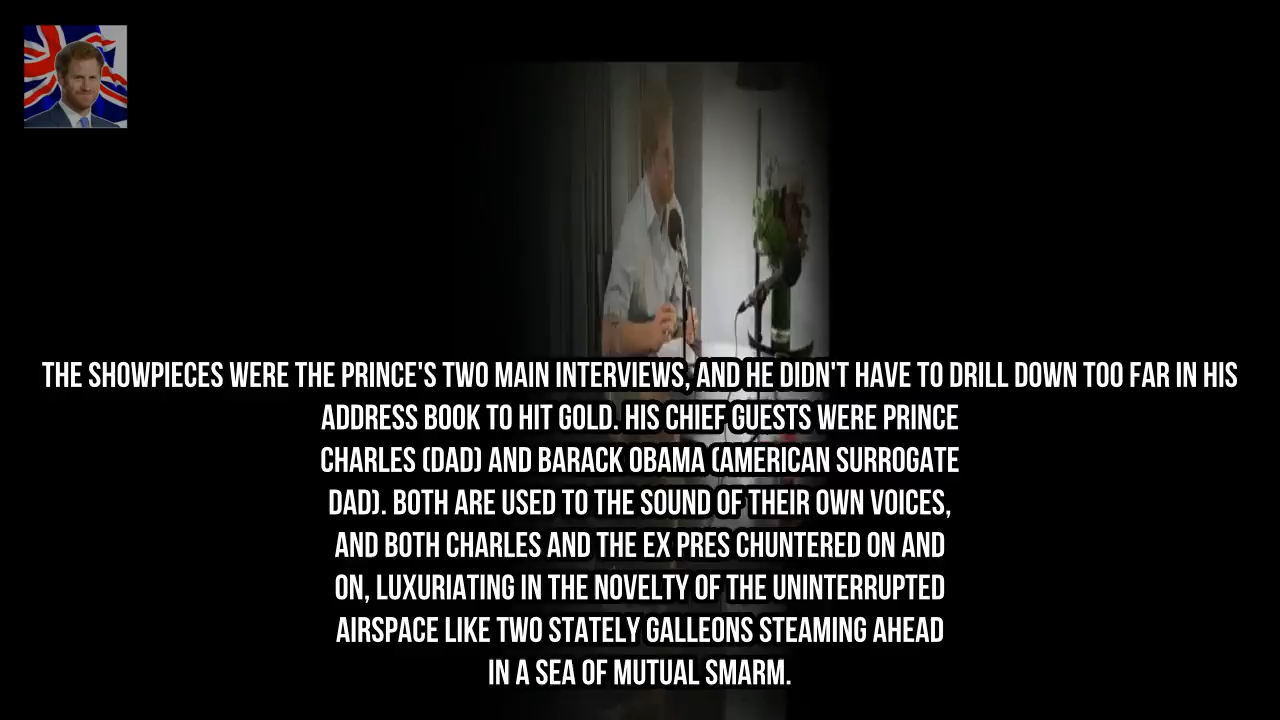 THE SHOWPIECES WERE THE PRINCE'S TWO MAIN INTERVIEWS, AND HE DIDN'T HAVE TO DRILL DOWN TOO FAR IN HIS
ADDRESS BOOK TO HIT GOLD. HIS CHIEF GUESTS WERE PRINCE
CHARLES (DAD) AND BARACK OBAMA (AMERICAN SURROGATE
DAD). BOTH ARE USED TO THE SOUND OF THEIR OWN VOICES,
AND BOTH CHARLES AND THE EX PRES CHUNTERED ON AND
ON, LUXURIATING IN THE NOVELTY OF THE UNINTERRUPTED
AIRSPACE LIKE TWO STATELY GALLEONS STEAMING AHEAD
IN A SEA OF MUTUAL SMARM.